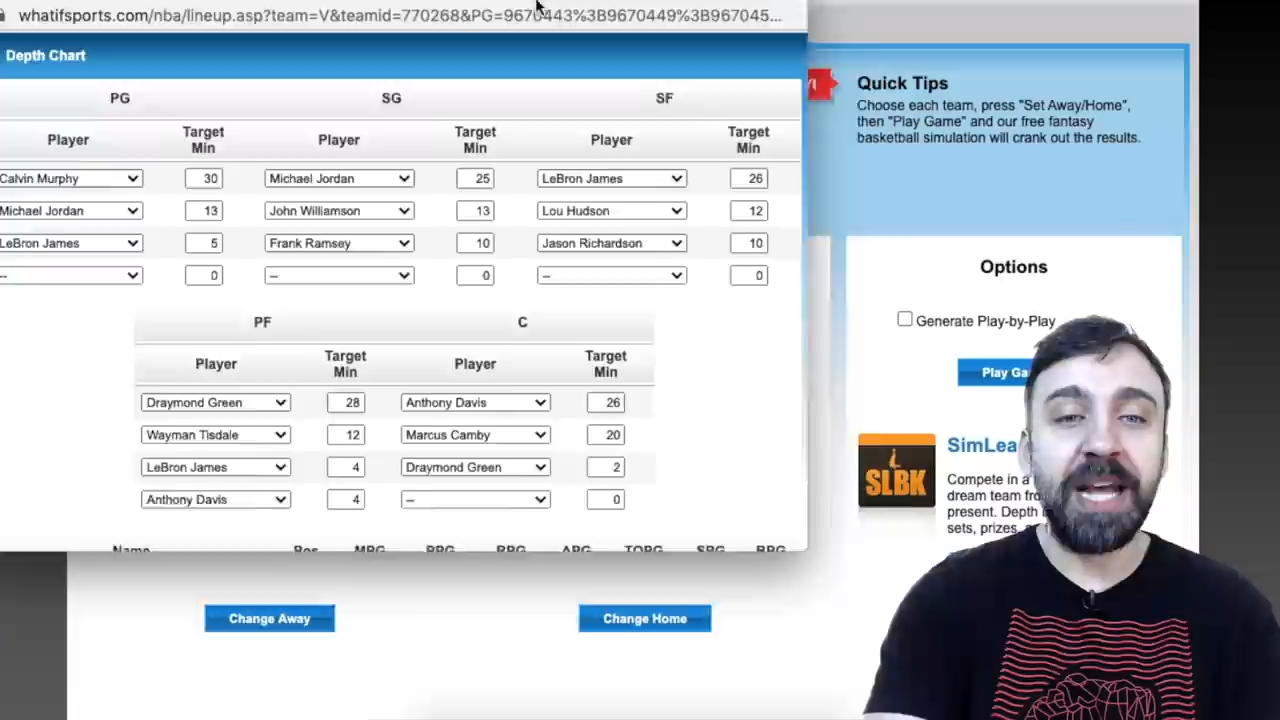 whatifsports.com/nba/lineup.asp?team=V&teamid=770268&PG=9670443%3B9670449%3B967045...
Depth Chart
PG SG SF
Player Target Min Player Target Min Player Target Min
Calvin Murphy 30 Michael Jordan 25 LeBron James 26
Michael Jordan 13 John Williamson 13 Lou Hudson 12
LeBron James 5 Frank Ramsey 10 Jason Richardson 10
-- 0 -- 0 -- 0
PF C
Player Target Min Player Target Min
Draymond Green 28 Anthony Davis 26
Wayman Tisdale 12 Marcus Camby 20
LeBron James 4 Draymond Green 2
Anthony Davis 4 -- 0
Name Pos MPG
Change Away Change Home
Quick Tips
Choose each team, press "Set Away/Home",
then "Play Game" and our free fantasy
basketball simulation will crank out the results.
Options
Generate Play-by-Play
Play Ga
SLBK
SimLea
Compete in a
dream team fro
present. Depth
sets, prizes, a